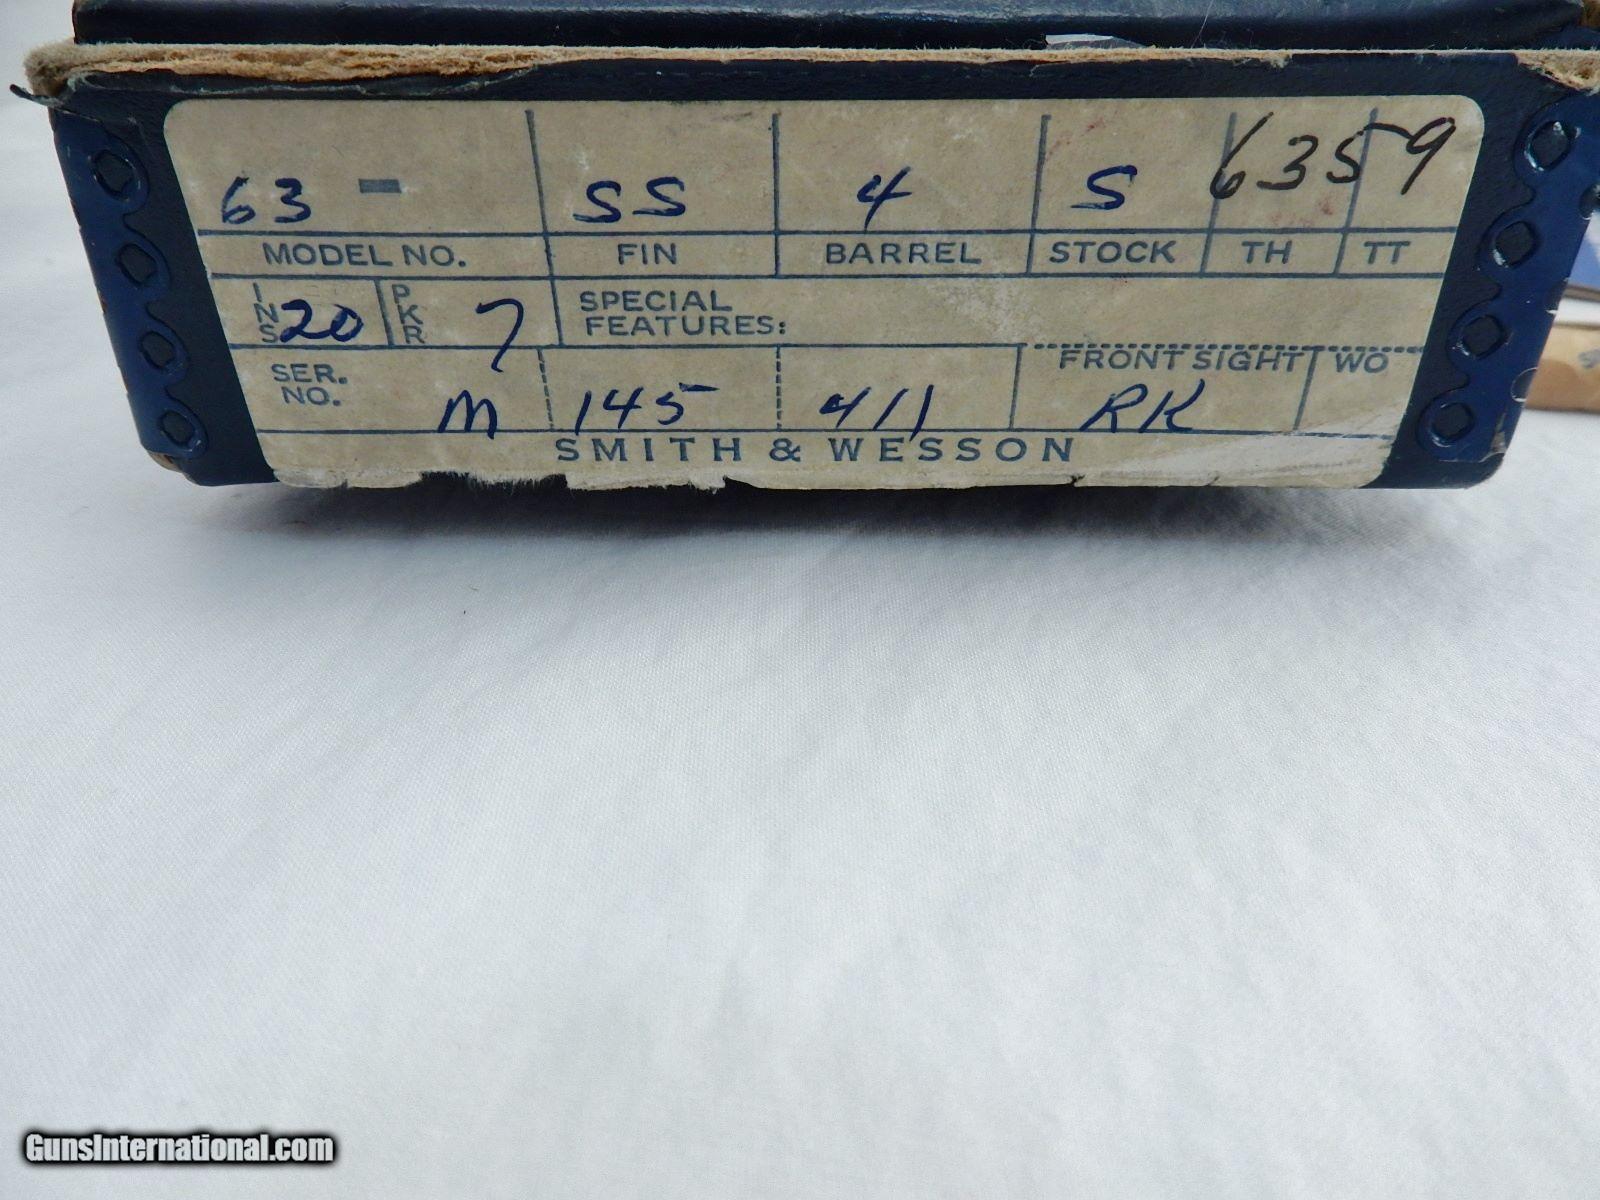 63 - SS 4 S 6359
MODEL NO. FIN BARREL STOCK TH TT
INS 20 PKR 7 SPECIAL FEATURES:
SER. NO. M 145 411 FRONT SIGHT RK WO
SMITH & WESSON
GunsInternational.com